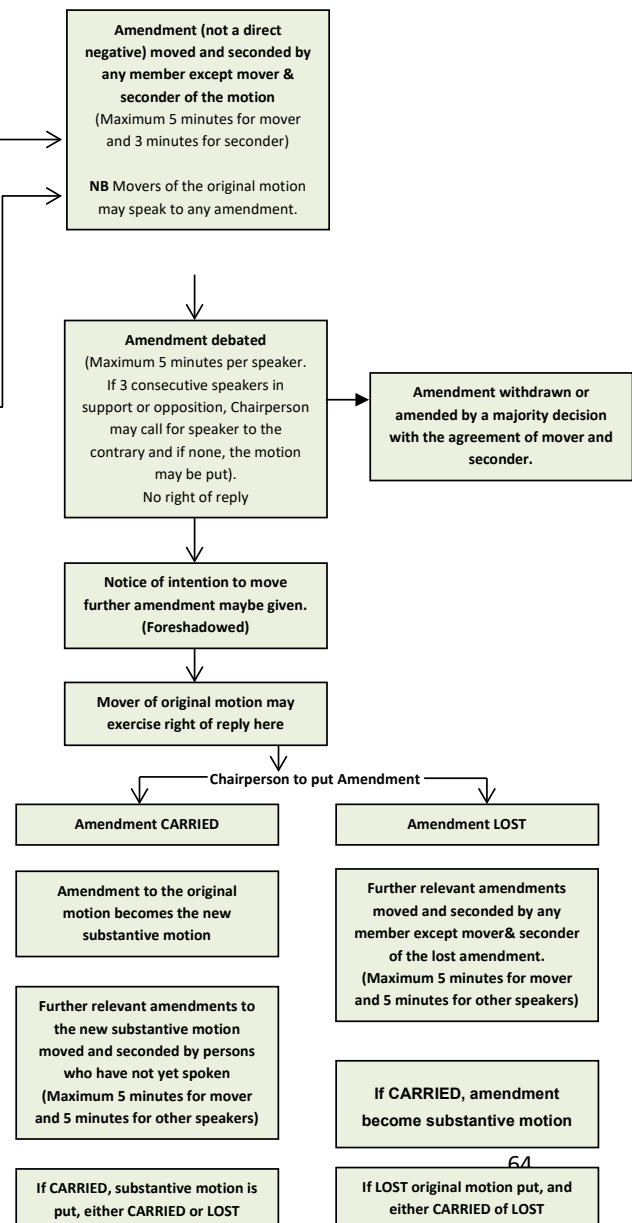 Amendment (not a direct
negative) moved and seconded by
any member except mover &
seconder of the motion
(Maximum 5 minutes for mover
and 3 minutes for seconder)
NB Movers of the original motion
may speak to any amendment.
Amendment debated
(Maximum 5 minutes per speaker.
If 3 consecutive speakers in
support or opposition, Chairperson
may call for speaker to the
contrary and if none, the motion
may be put).
No right of reply
Amendment withdrawn or
amended by a majority decision
with the agreement of mover and
seconder.
Notice of intention to move
further amendment maybe given.
(Foreshadowed)
Mover of original motion may
exercise right of reply here
Chairperson to put Amendment
Amendment CARRIED
Amendment to the original
motion becomes the new
substantive motion
Further relevant amendments to
the new substantive motion
moved and seconded by persons
who have not yet spoken
(Maximum 5 minutes for mover
and 5 minutes for other speakers)
If CARRIED, substantive motion is
put, either CARRIED or LOST
Amendment LOST
Further relevant amendments
moved and seconded by any
member except mover& seconder
of the lost amendment.
(Maximum 5 minutes for mover
and 5 minutes for other speakers)
If CARRIED, amendment
become substantive motion
64
If LOST original motion put, and
either CARRIED of LOST